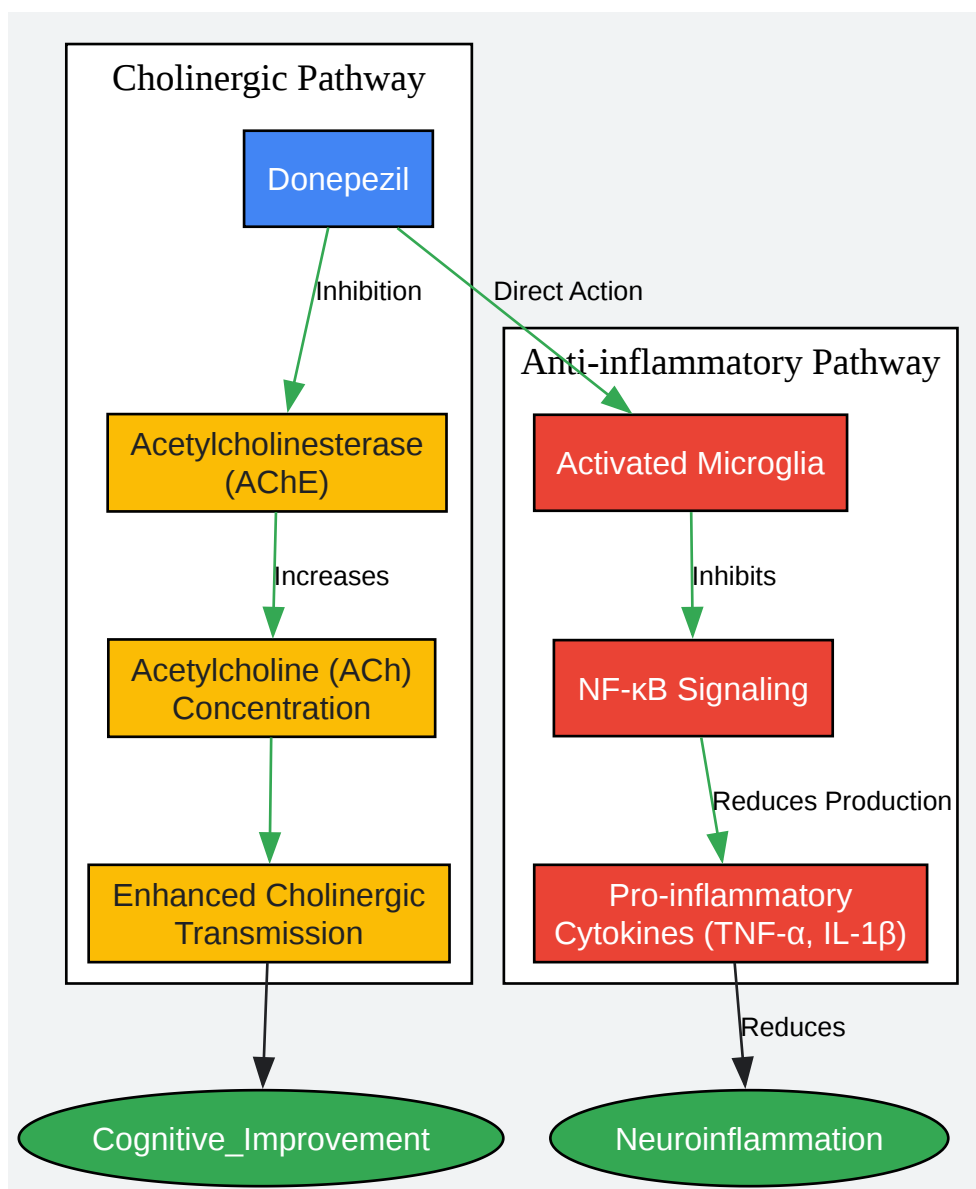 Cholinergic Pathway
Donepezil
Inhibition
Direct Action
Anti-inflammatory Pathway
Acetylcholinesterase
(AChE)
Activated Microglia
Increases
Inhibits
Acetylcholine (ACh)
Concentration
NF-κB Signaling
Reduces Production
Enhanced Cholinergic
Transmission
Pro-inflammatory
Cytokines (TNF-α, IL-1β)
Reduces
Cognitive_Improvement
Neuroinflammation